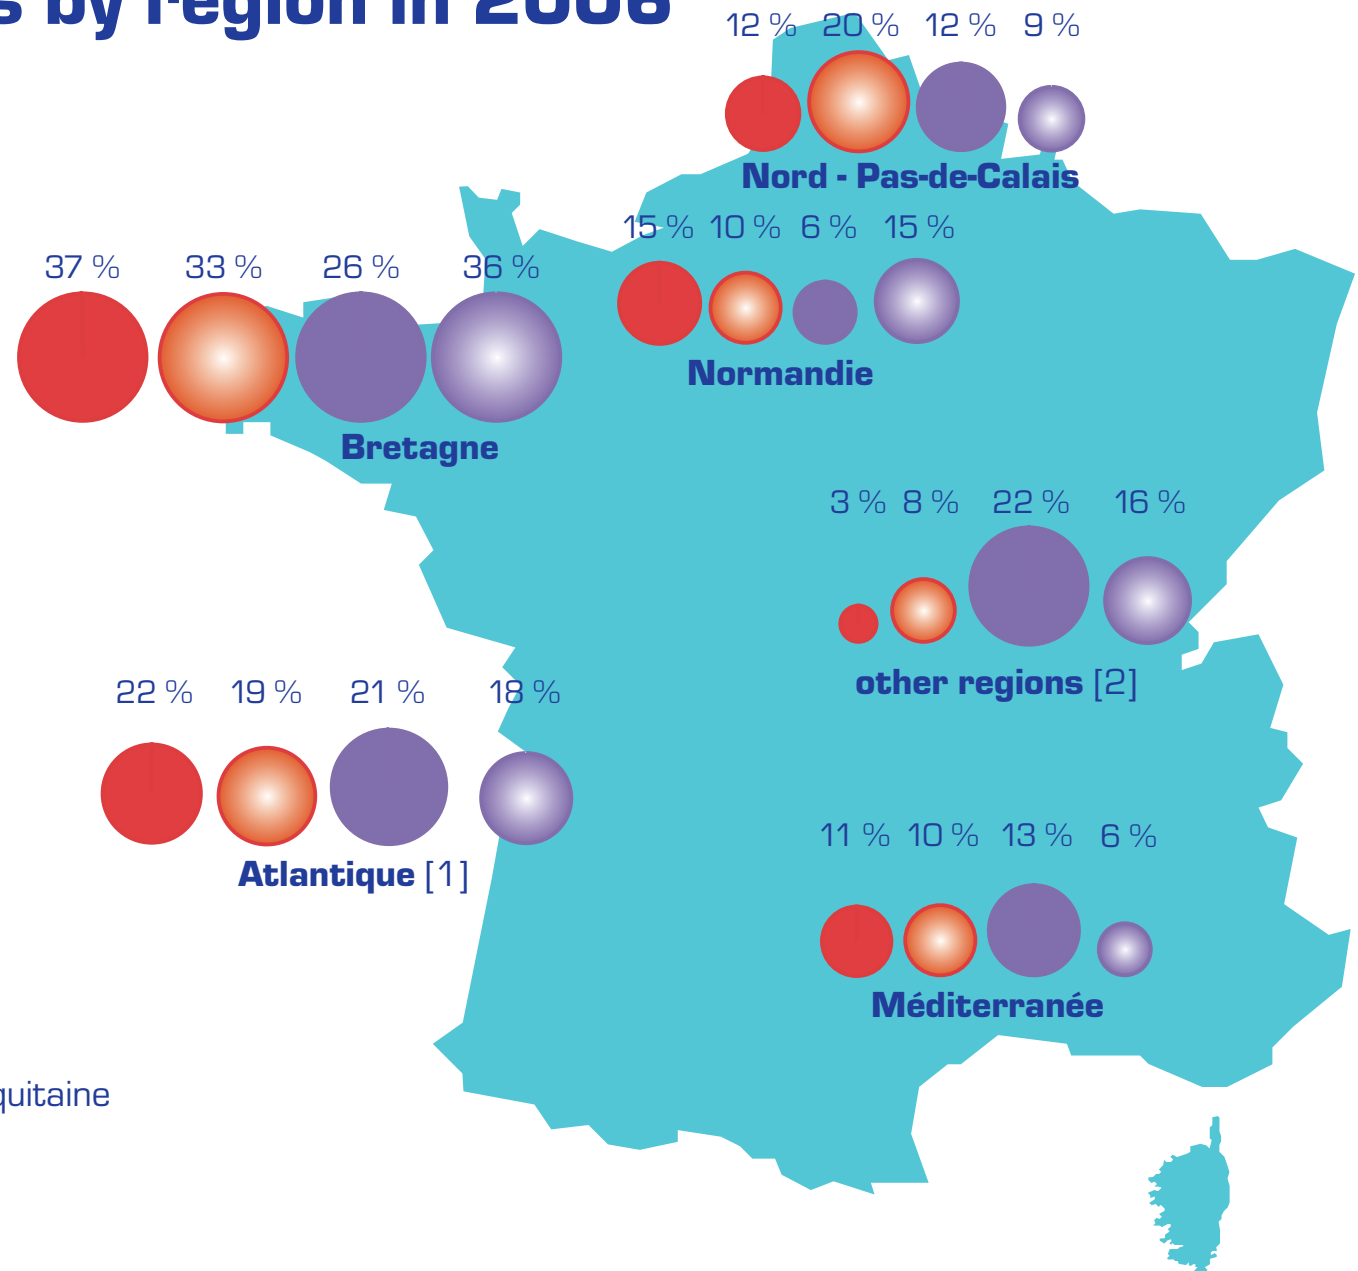 by region in 2006
12 % 20 % 12 % 9 %
Nord - Pas-de-Calais
15 % 10 % 6 % 15 %
Normandie
37 % 33 % 26 % 36 %
Bretagne
3 % 8 % 22 % 16 %
other regions [2]
22 % 19 % 21 % 18 %
Atlantique [1]
11 % 10 % 13 % 6 %
Méditerranée
quitaine